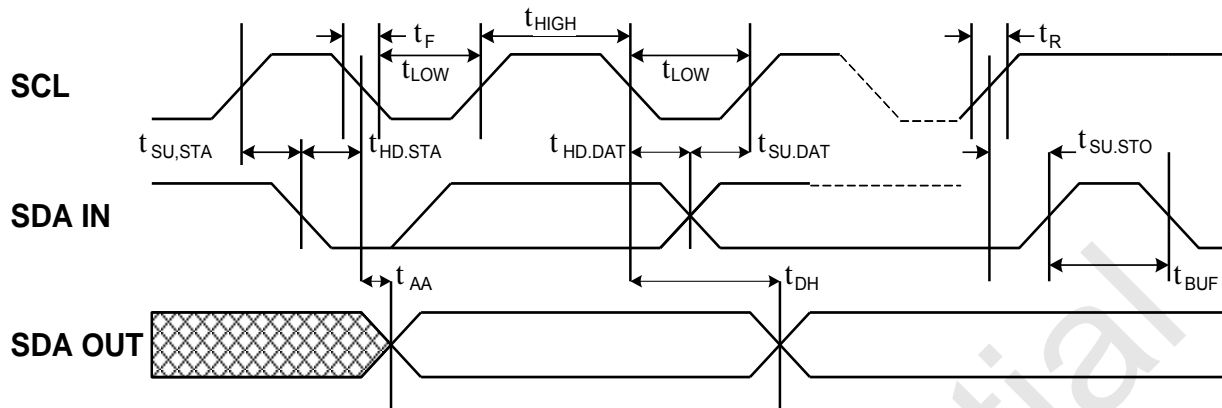 tF
tHIGH
tR
tLOW
tLOW
SCL
tSU,STA
tHD.STA
tHD.DAT
tSU.DAT
tSU.STO
SDA IN
tAA
tDH
tBUF
SDA OUT